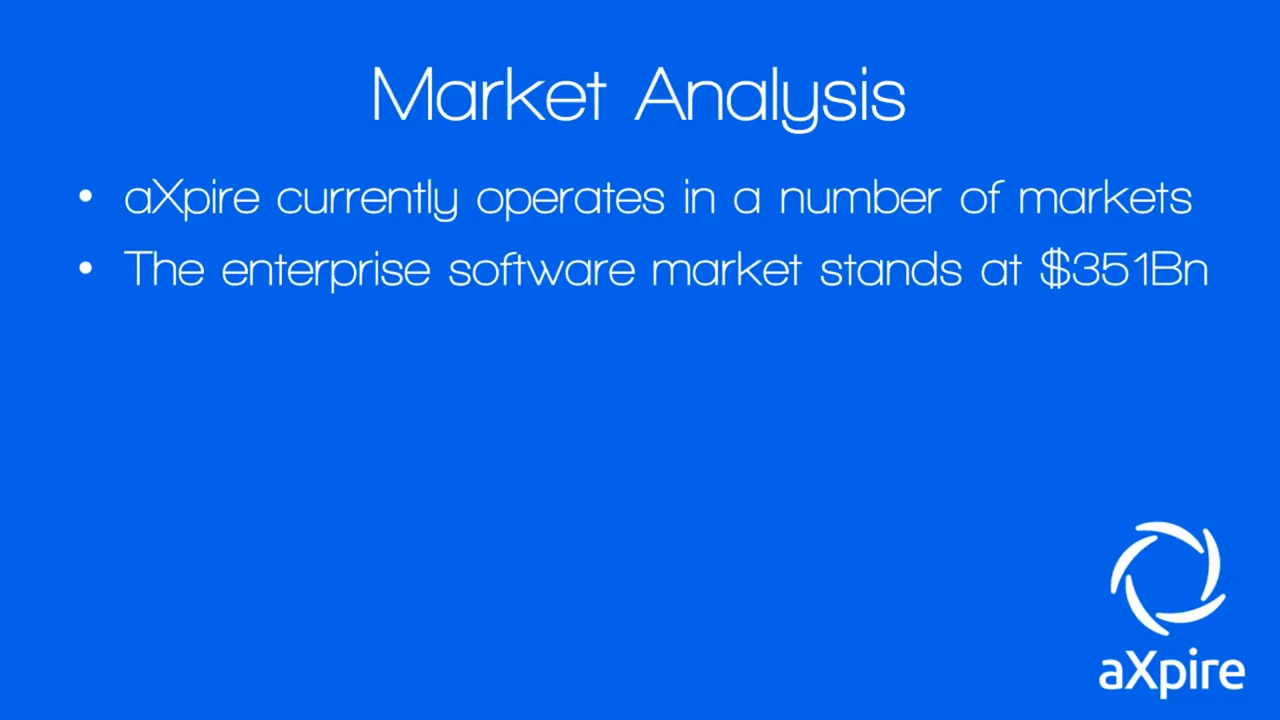 Market Analysis
• aXpire currently operates in a number of markets
• The enterprise software market stands at $351Bn
aXpire